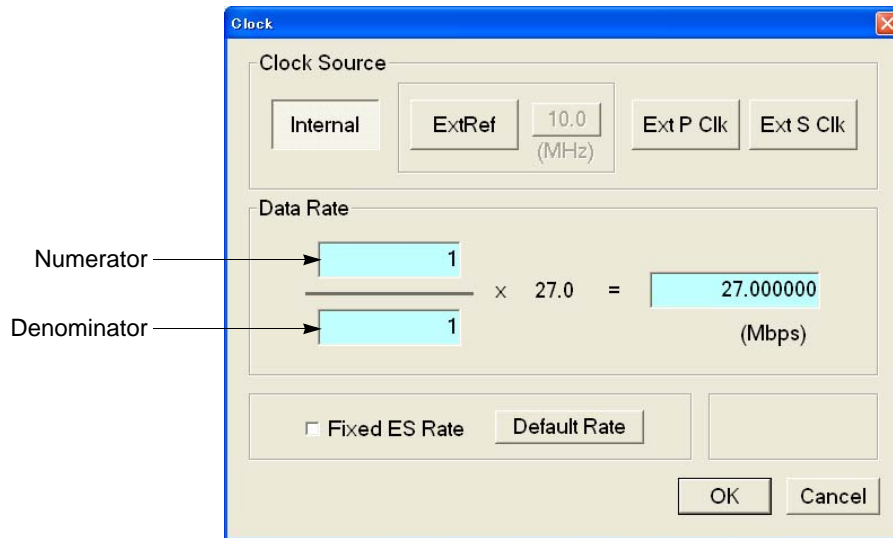 Clock
Clock Source
Internal
ExtRef
10.0
(MHz)
Ext P Clk
Ext S Clk
Data Rate
Numerator
1
Denominator
1
x 27.0 = 27.000000
(Mbps)
Fixed ES Rate
Default Rate
OK
Cancel